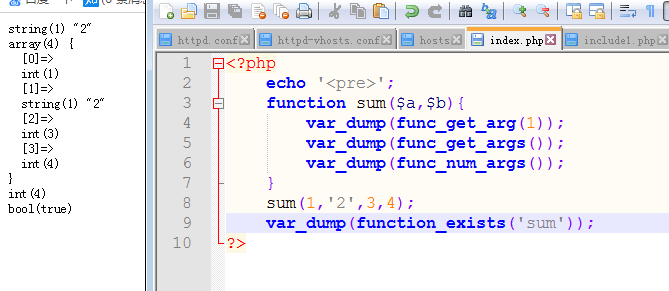 string(1) "2"
array(4) {
[0]=>
int(1)
[1]=>
string(1) "2"
[2]=>
int(3)
[3]=>
int(4)
}
int(4)
bool(true)
httpd.conf httpd-vhosts.conf hosts index.php include1.php
1 <?php
2 echo '<pre>';
3 function sum($a,$b){
4 var_dump(func_get_arg(1));
5 var_dump(func_get_args());
6 var_dump(func_num_args());
7 }
8 sum(1,'2',3,4);
9 var_dump(function_exists('sum'));
10 ?>